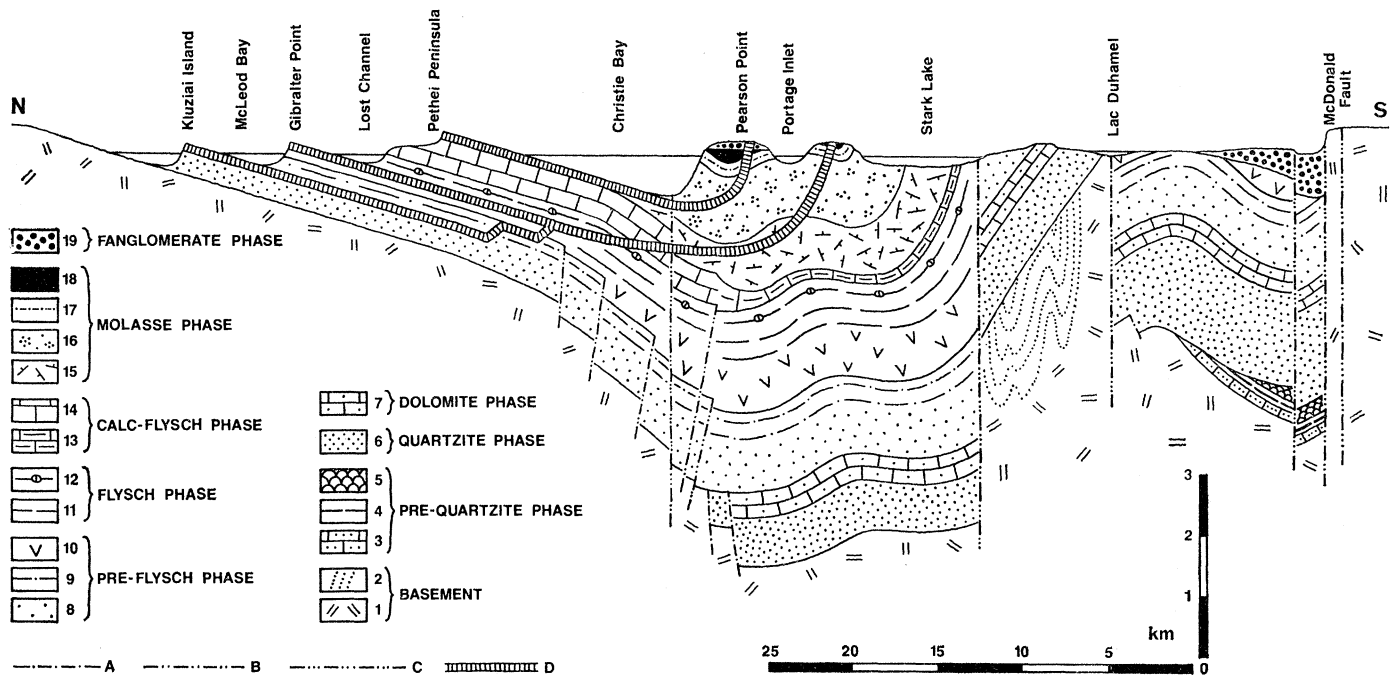 N
Kluziai Island
McLeod Bay
Gibralter Point
Lost Channel
Pethei Peninsula
Christie Bay
Pearson Point
Portage Inlet
Stark Lake
Lac Duhamel
McDonald
Fault
S
19 FANGLOMERATE PHASE
18
17
MOLASSE PHASE
16
15
14
CALC-FLYSCH PHASE
13
12
FLYSCH PHASE
11
10
9 PRE-FLYSCH PHASE
8
7 DOLOMITE PHASE
6 QUARTZITE PHASE
5
4 PRE-QUARTZITE PHASE
3
2
BASEMENT
1
A B C D
3
2
1
0
km
25 20 15 10 5